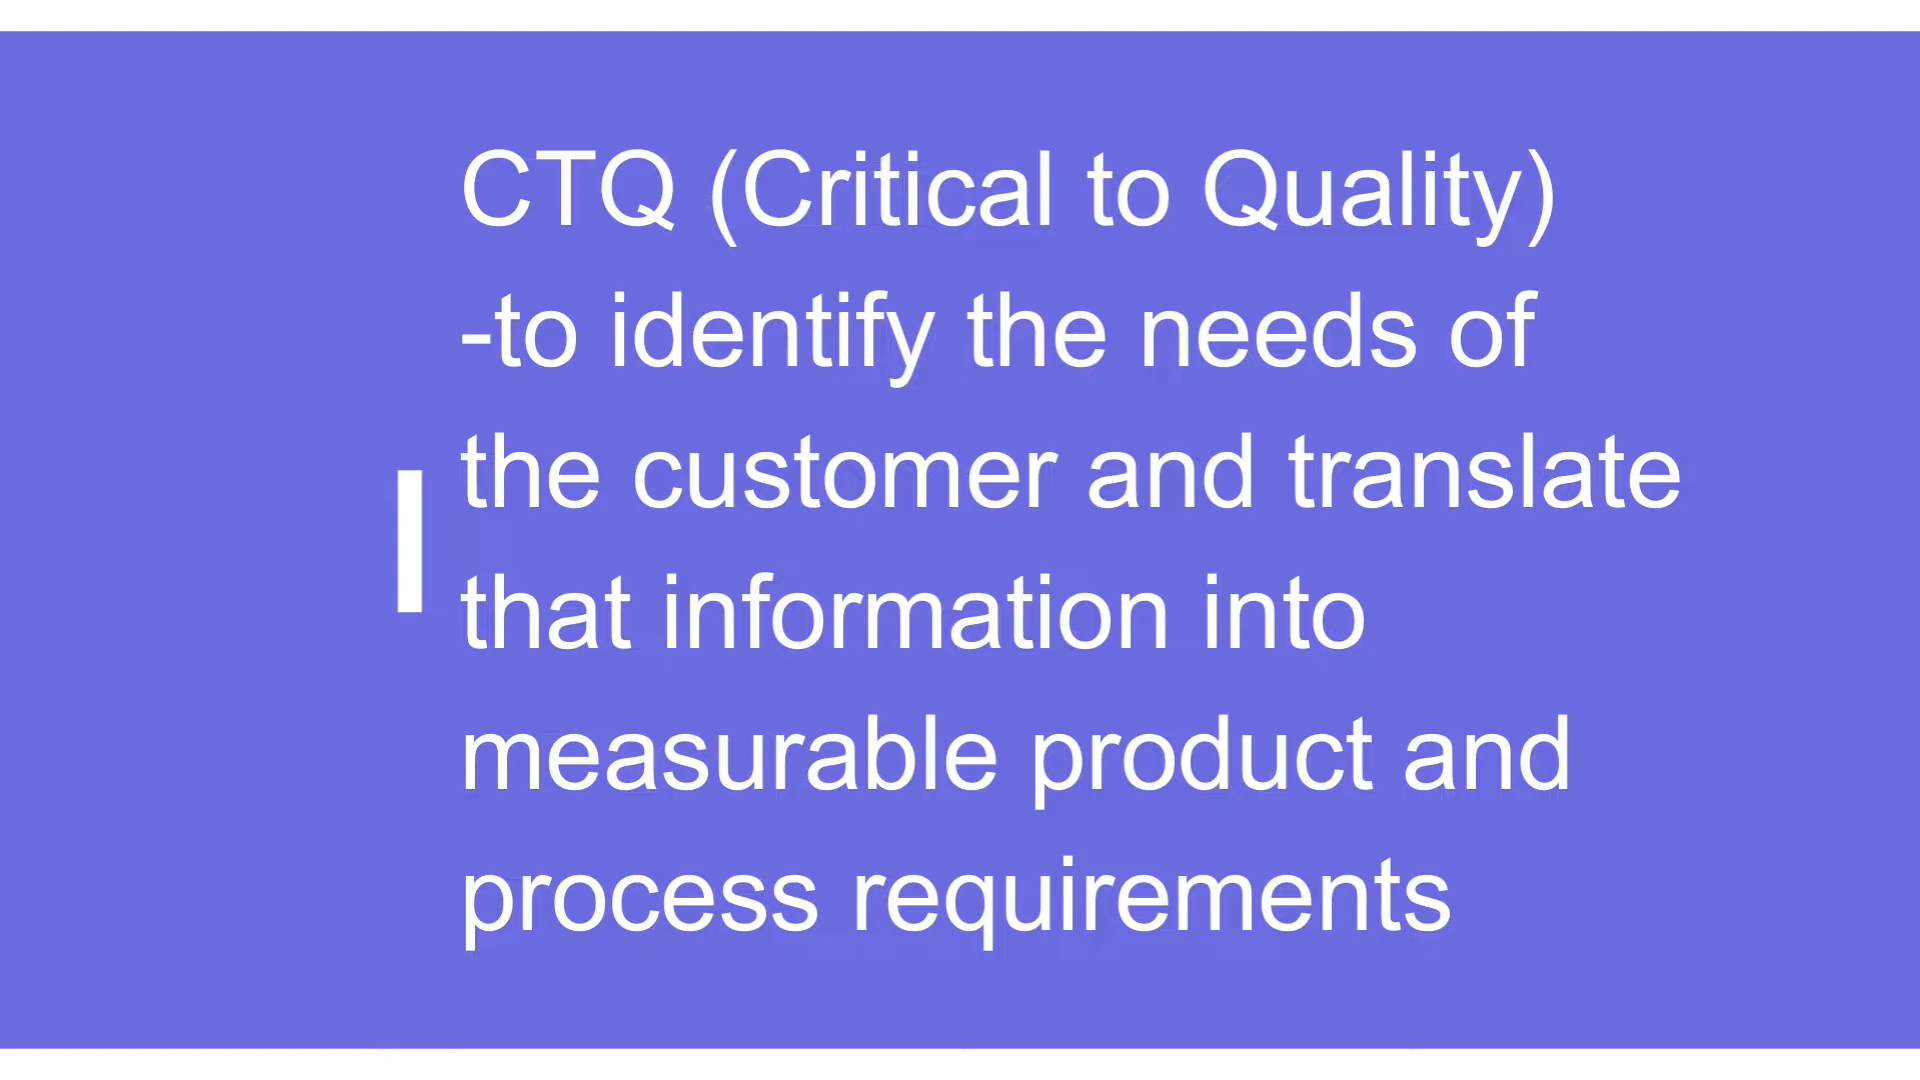 CTQ (Critical to Quality)
-to identify the needs of
the customer and translate
that information into
measurable product and
process requirements